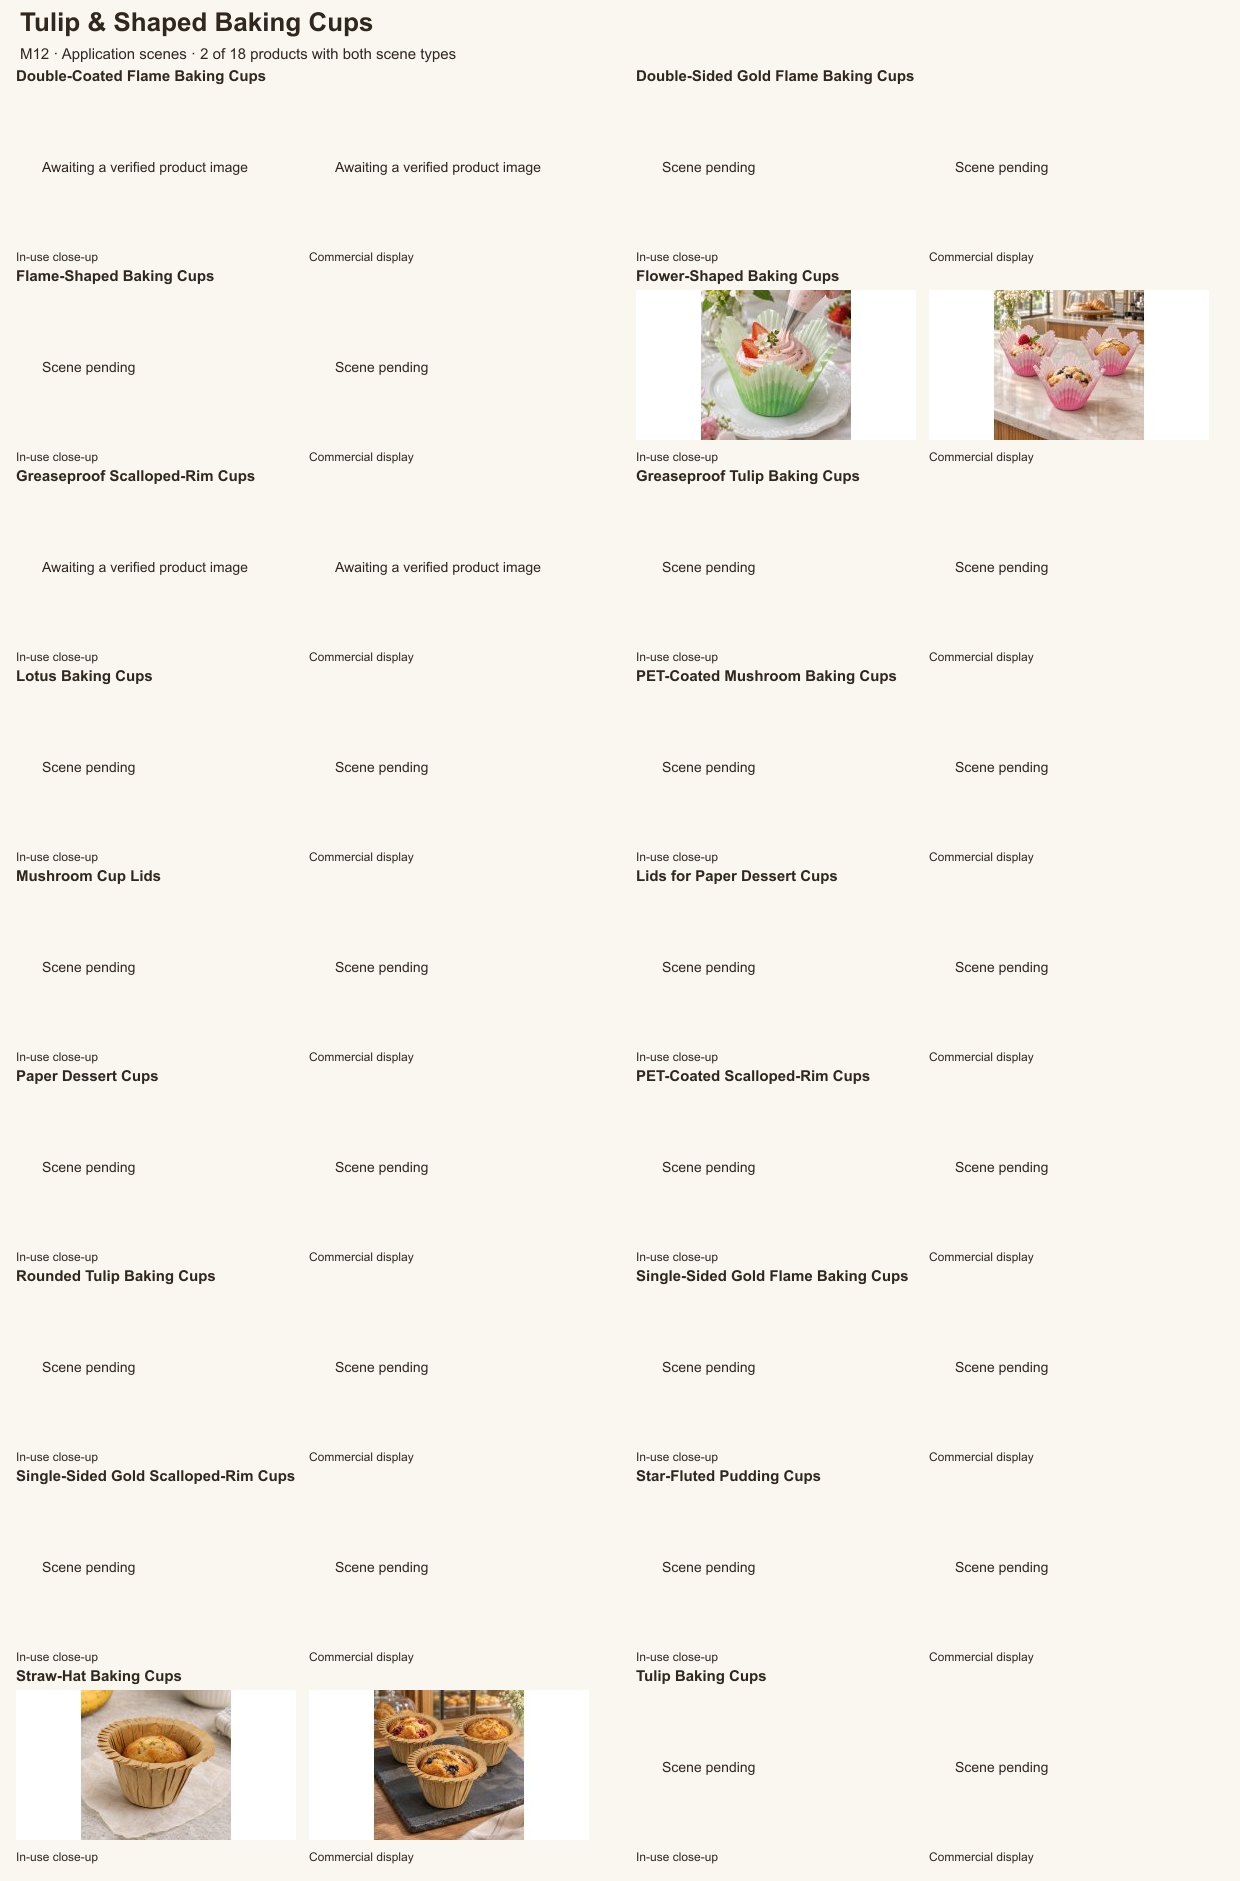 Tulip & Shaped Baking Cups
M12 · Application scenes · 2 of 18 products with both scene types
Double-Coated Flame Baking Cups
Awaiting a verified product image
Awaiting a verified product image
In-use close-up
Commercial display
Double-Sided Gold Flame Baking Cups
Scene pending
Scene pending
In-use close-up
Commercial display
Flame-Shaped Baking Cups
Scene pending
Scene pending
In-use close-up
Commercial display
Flower-Shaped Baking Cups
In-use close-up
Commercial display
Greaseproof Scalloped-Rim Cups
Awaiting a verified product image
Awaiting a verified product image
In-use close-up
Commercial display
Greaseproof Tulip Baking Cups
Scene pending
Scene pending
In-use close-up
Commercial display
Lotus Baking Cups
Scene pending
Scene pending
In-use close-up
Commercial display
PET-Coated Mushroom Baking Cups
Scene pending
Scene pending
In-use close-up
Commercial display
Mushroom Cup Lids
Scene pending
Scene pending
In-use close-up
Commercial display
Lids for Paper Dessert Cups
Scene pending
Scene pending
In-use close-up
Commercial display
Paper Dessert Cups
Scene pending
Scene pending
In-use close-up
Commercial display
PET-Coated Scalloped-Rim Cups
Scene pending
Scene pending
In-use close-up
Commercial display
Rounded Tulip Baking Cups
Scene pending
Scene pending
In-use close-up
Commercial display
Single-Sided Gold Flame Baking Cups
Scene pending
Scene pending
In-use close-up
Commercial display
Single-Sided Gold Scalloped-Rim Cups
Scene pending
Scene pending
In-use close-up
Commercial display
Star-Fluted Pudding Cups
Scene pending
Scene pending
In-use close-up
Commercial display
Straw-Hat Baking Cups
In-use close-up
Commercial display
Tulip Baking Cups
Scene pending
Scene pending
In-use close-up
Commercial display